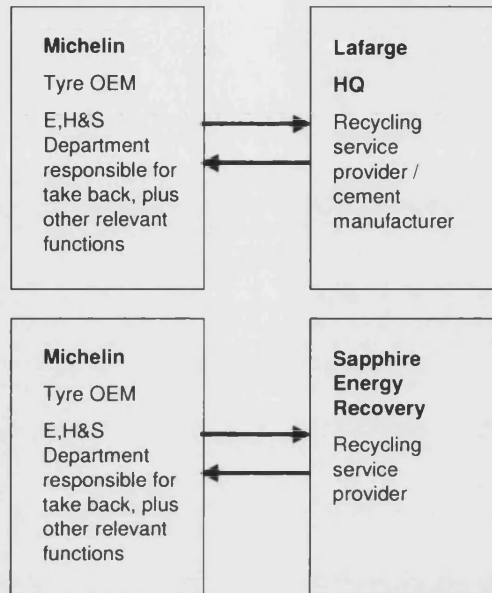 Michelin
Tyre OEM
E,H&S
Department
responsible for
take back, plus
other relevant
functions
Lafarge
HQ
Recycling
service
provider /
cement
manufacturer
Michelin
Tyre OEM
E,H&S
Department
responsible for
take back, plus
other relevant
functions
Sapphire
Energy
Recovery
Recycling
service
provider